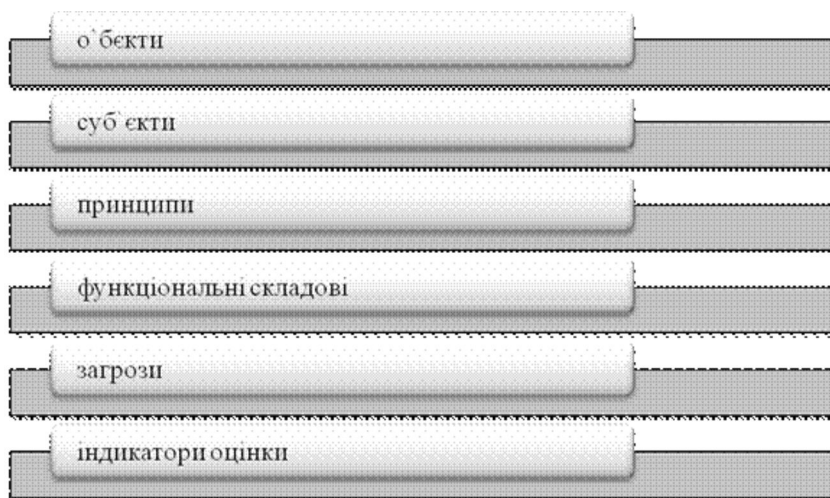 о`бєкти
суб`єкти
принципи
функціональні складові
загрози
індикатори оцінки